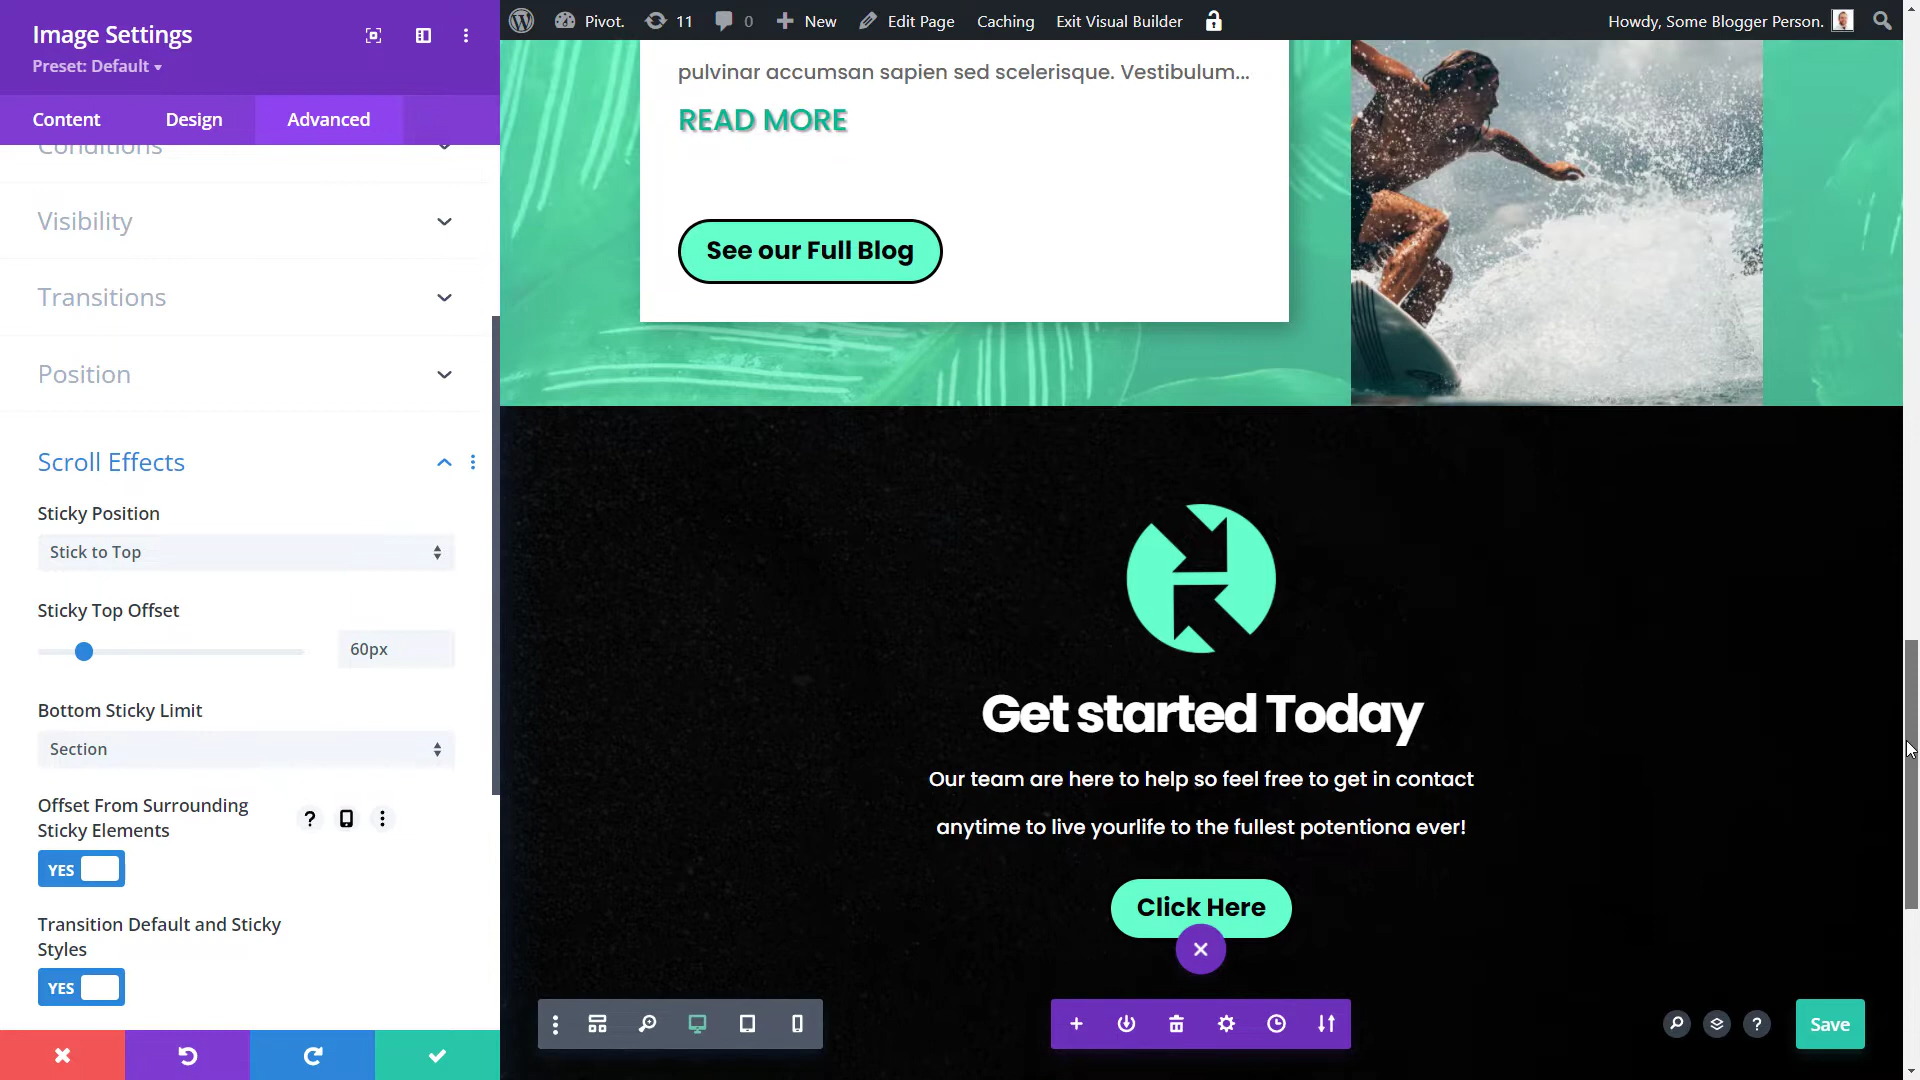 Image Settings
Preset: Default
Content
Design
Advanced
Conditions
Visibility
Transitions
Position
Scroll Effects
Sticky Position
Stick to Top
Sticky Top Offset
60px
Bottom Sticky Limit
Section
Offset From Surrounding
Sticky Elements
?
YES
Transition Default and Sticky
Styles
YES
Pivot.
11
0
New
Edit Page
Caching
Exit Visual Builder
Howdy, Some Blogger Person.
pulvinar accumsan sapien sed scelerisque. Vestibulum...
READ MORE
See our Full Blog
Get started Today
Our team are here to help so feel free to get in contact
anytime to live yourlife to the fullest potentiona ever!
Click Here
?
Save